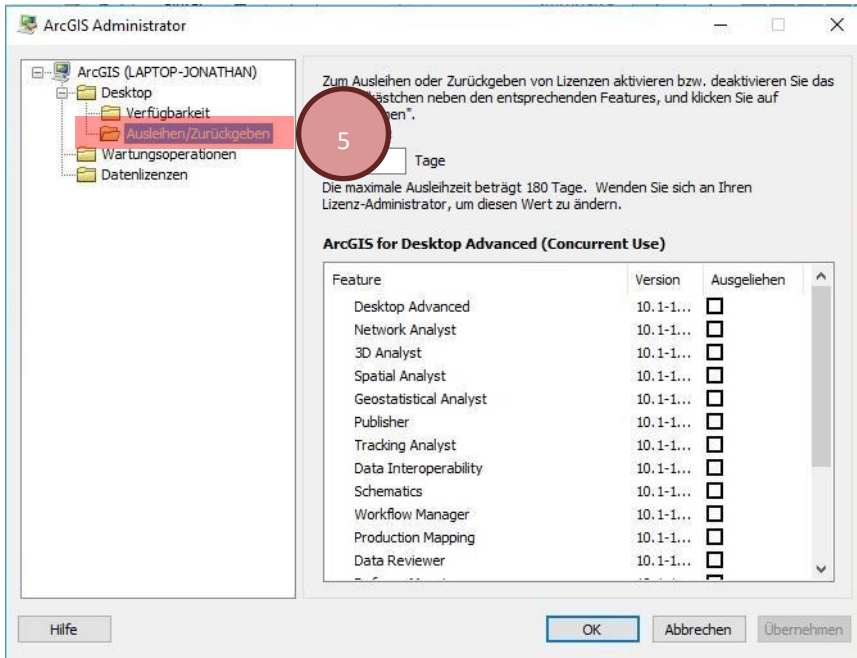 ArcGIS Administrator
ArcGIS (LAPTOP-JONATHAN)
Desktop
Verfügbarkeit
Ausleihen/Zurückgeben
Wartungsoperationen
Datenlizenzen
5
Zum Ausleihen oder Zurückgeben von Lizenzen aktivieren bzw. deaktivieren Sie das
neben den entsprechenden Features, und klicken Sie auf
Tage
Die maximale Ausleihzeit beträgt 180 Tage. Wenden Sie sich an Ihren
Lizenz-Administrator, um diesen Wert zu ändern.
ArcGIS for Desktop Advanced (Concurrent Use)
Feature Version Ausgeliehen
Desktop Advanced 10.1-1...
Network Analyst 10.1-1...
3D Analyst 10.1-1...
Spatial Analyst 10.1-1...
Geostatistical Analyst 10.1-1...
Publisher 10.1-1...
Tracking Analyst 10.1-1...
Data Interoperability 10.1-1...
Schematics 10.1-1...
Workflow Manager 10.1-1...
Production Mapping 10.1-1...
Data Reviewer 10.1-1...
Hilfe
OK
Abbrechen
Übernehmen